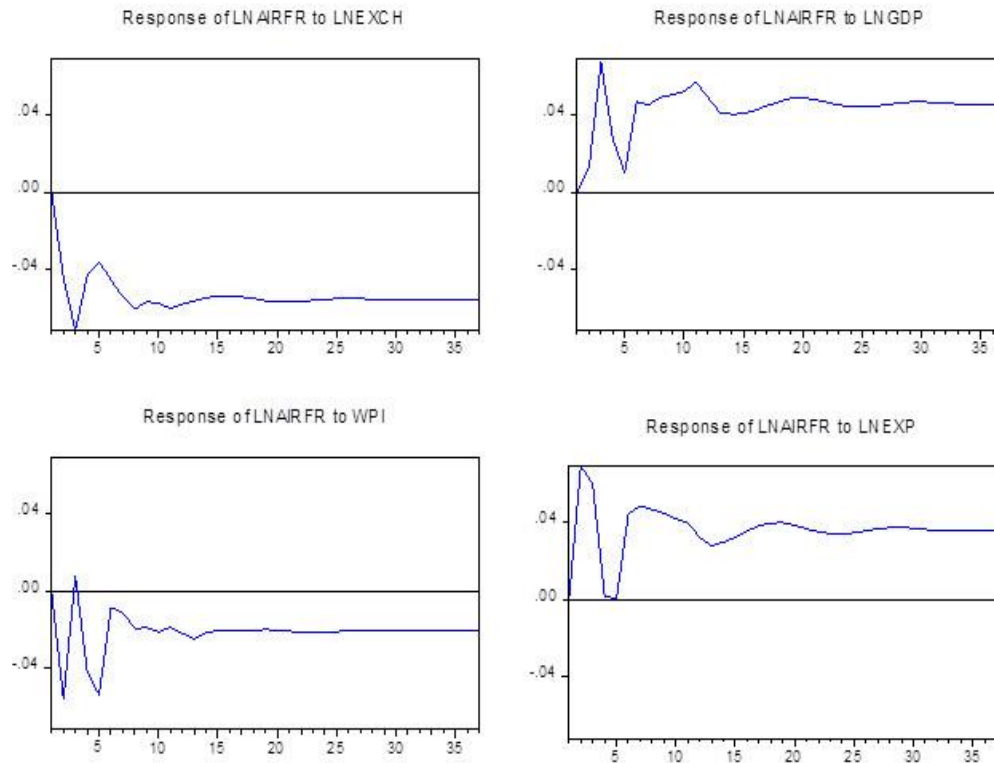 Response of LNAIRFR to LNEXCH
.04
.00
-.04
5 10 15 20 25 30 35
Response of LNAIRFR to LNGDP
.04
.00
-.04
5 10 15 20 25 30 35
Response of LNAIRFR to WPI
.04
.00
-.04
5 10 15 20 25 30 35
Response of LNAIRFR to LNEXP
.04
.00
-.04
5 10 15 20 25 30 35